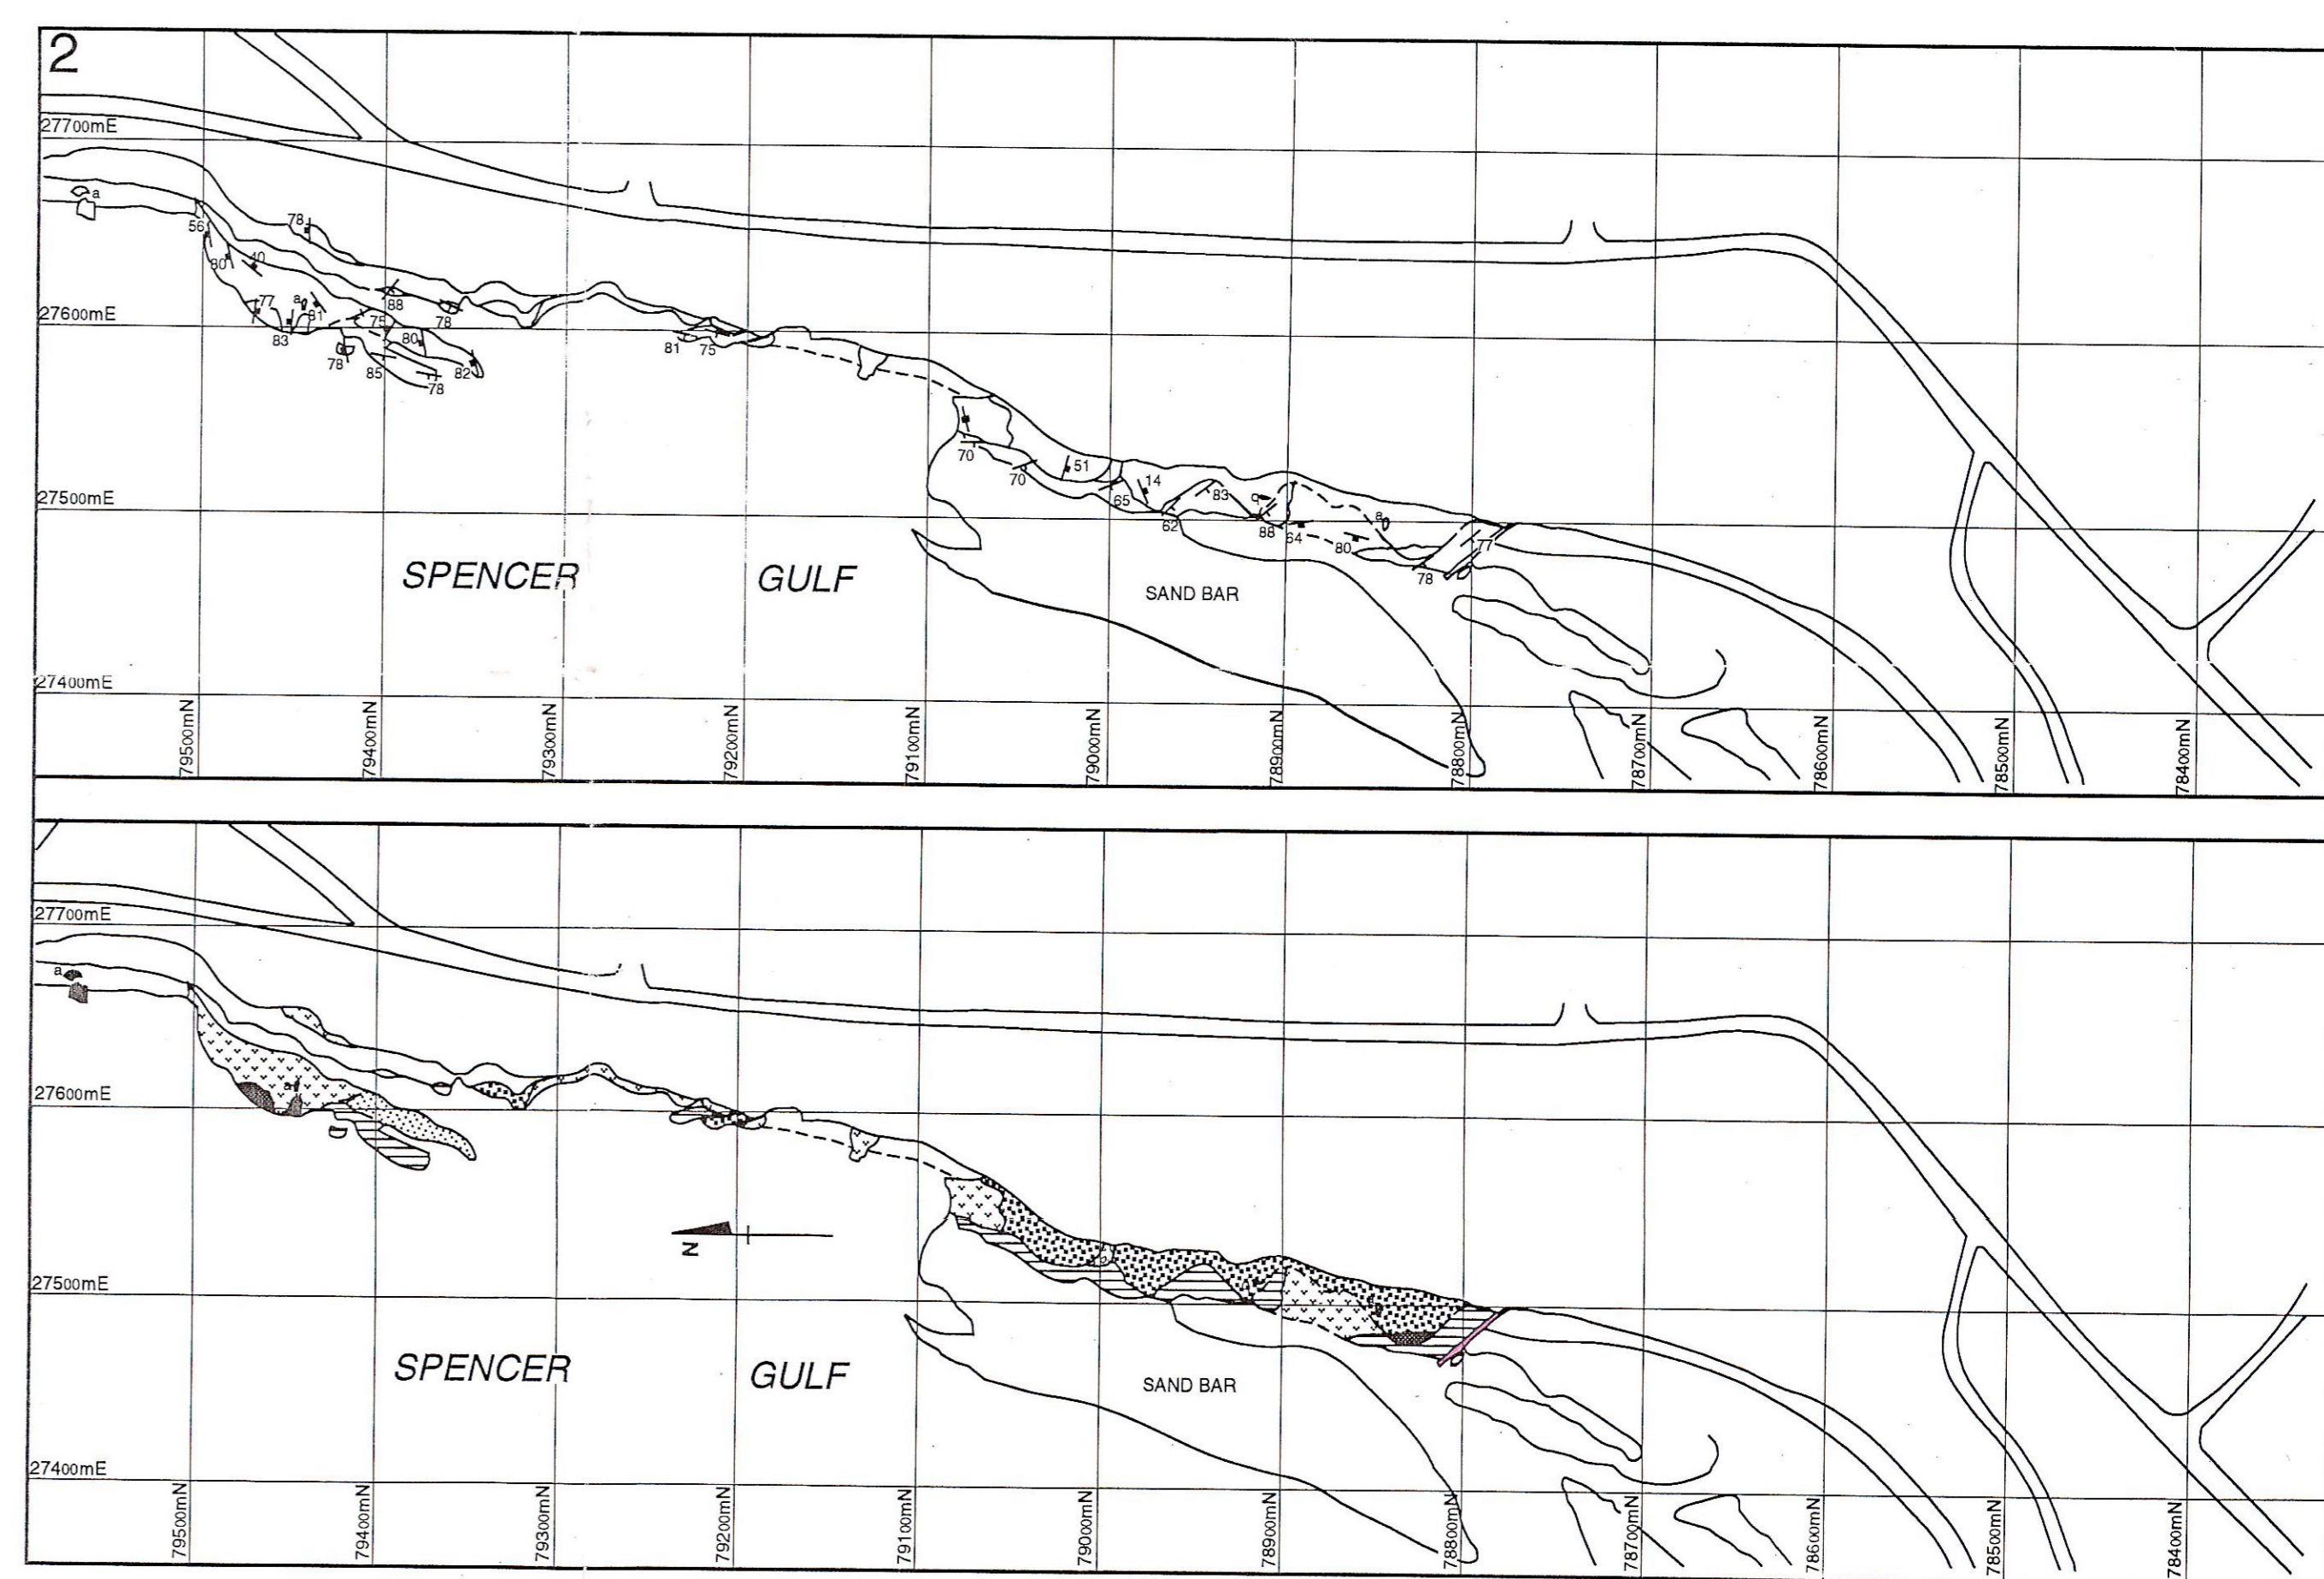 2
27700mE
a
78
56
80
40
77
a
81
88
75
78
27600mE
83
80
81
75
78
85
82
78
70
51
70
14
65
83
q
27500mE
62
88
64
a
80
77
78
SPENCER GULF
SAND BAR
27400mE
79500mN
79400mN
79300mN
79200mN
79100mN
79000mN
78900mN
78800mN
78700mN
78600mN
78500mN
78400mN
27700mE
a
a
27600mE
N
27500mE
SPENCER GULF
SAND BAR
27400mE
79500mN
79400mN
79300mN
79200mN
79100mN
79000mN
78900mN
78800mN
78700mN
78600mN
78500mN
78400mN